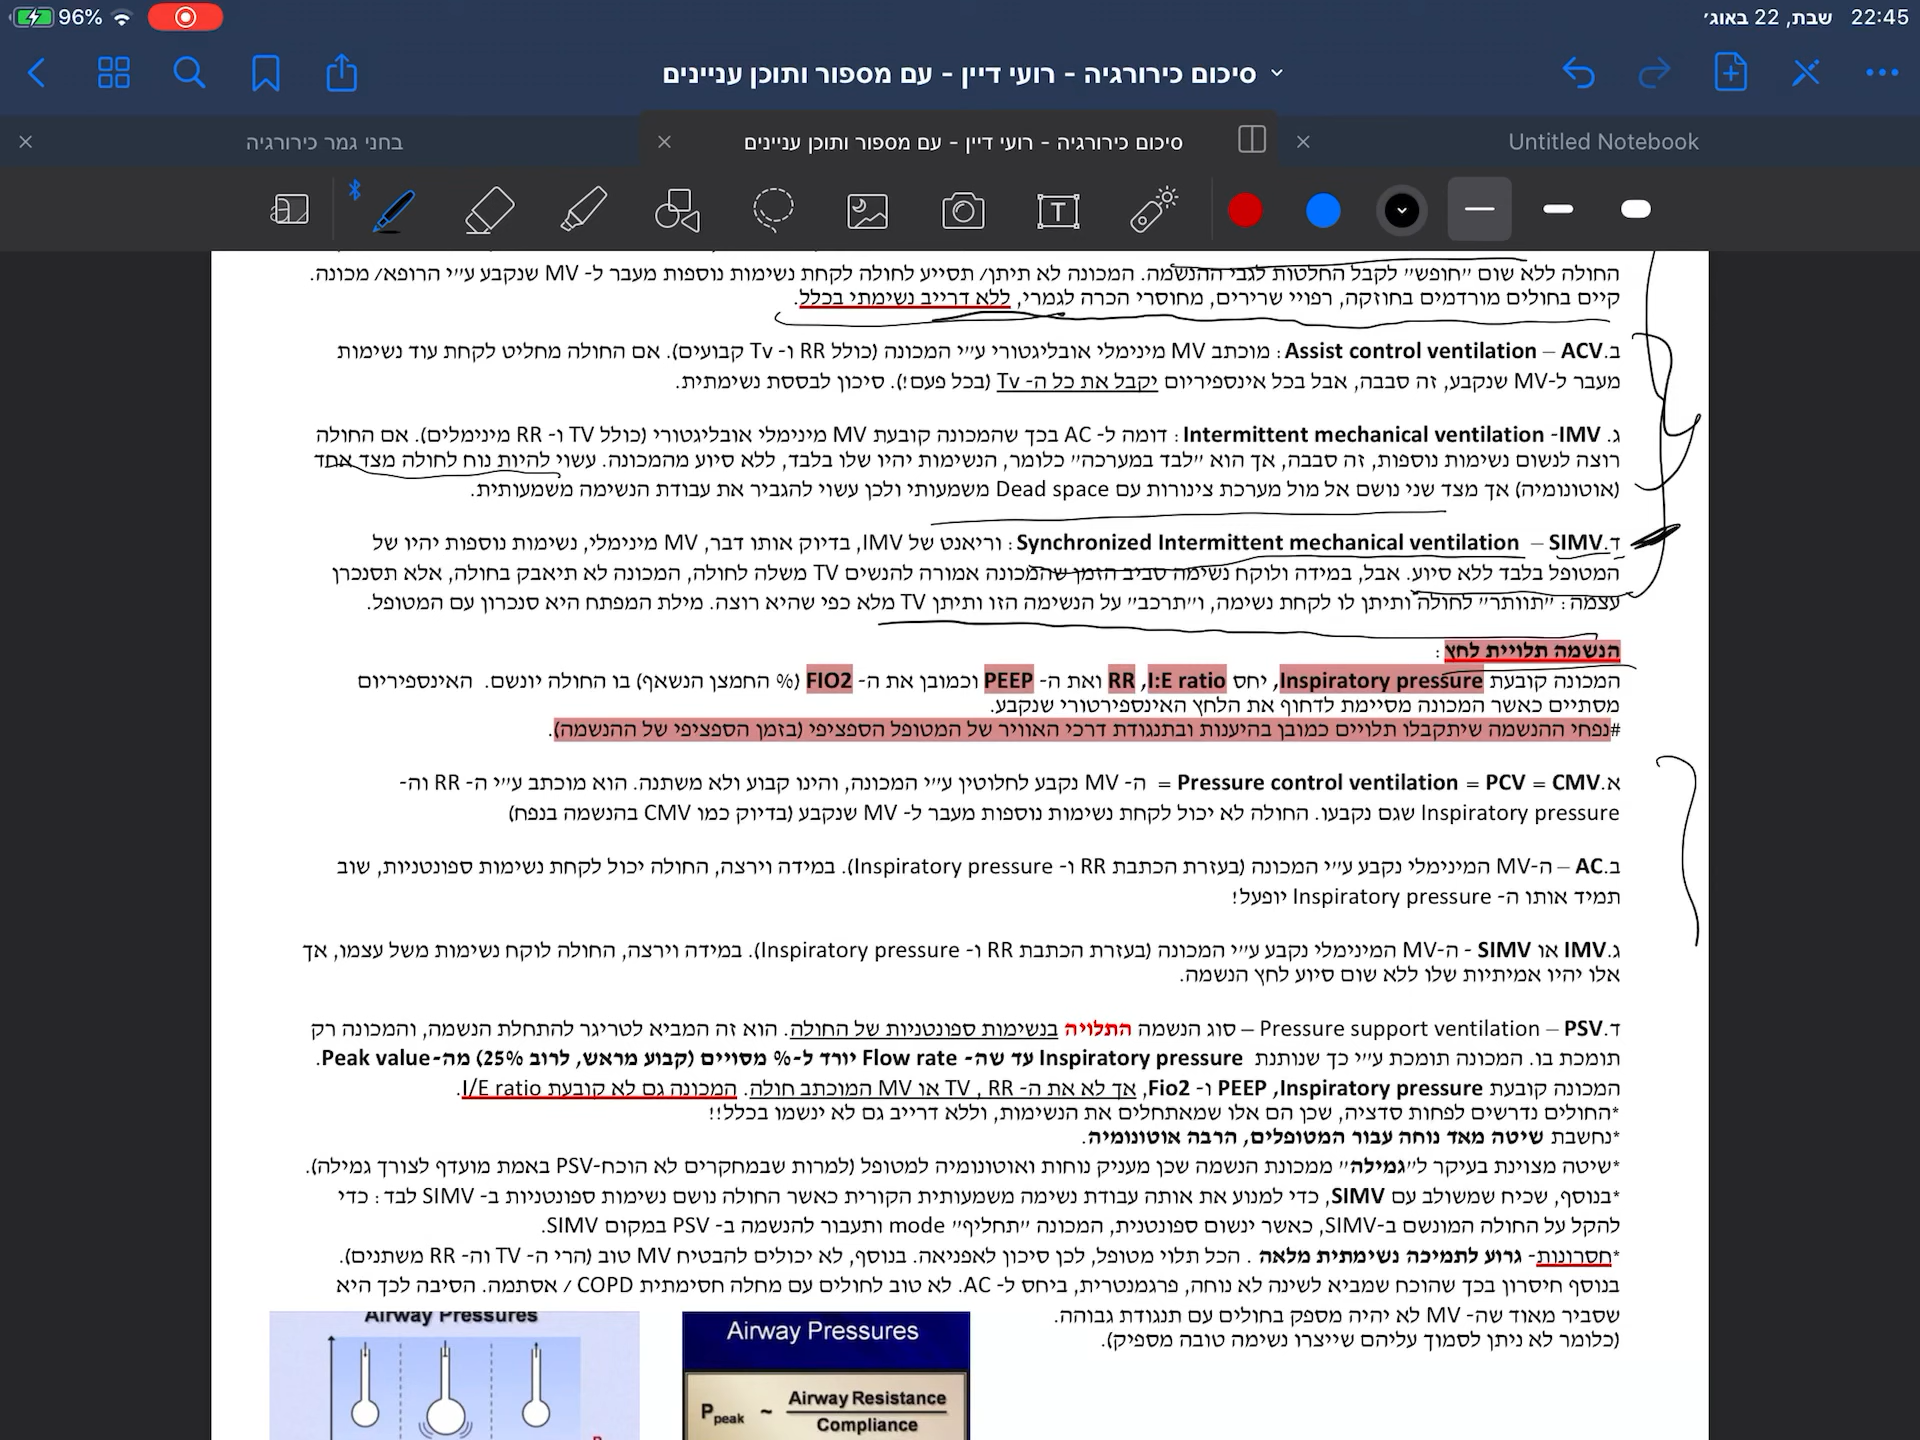 96%
שבת, 22 באוג׳ 22:45
סיכום כירורגיה - רועי דיין - עם מספור ותוכן עניינים
בחני גמר כירורגיה
סיכום כירורגיה - רועי דיין - עם מספור ותוכן עניינים
Untitled Notebook
החולה ללא שום "חופש" לקבל החלטות לגבי ההנשמה. המכונה לא תיתן/ תסייע לחולה לקחת נשימות נוספות מעבר ל- MV שנקבע ע"י הרופא/ מכונה.
קיים בחולים מורדמים בחוזקה, רפויי שרירים, מחוסרי הכרה לגמרי, ללא דרייב נשימתי בכלל.
ב.Assist control ventilation – ACV: מוכתב MV מינימלי אובליגטורי ע"י המכונה (כולל RR ו- Tv קבועים). אם החולה מחליט לקחת עוד נשימות
מעבר ל-MV שנקבע, זה סבבה, אבל בכל אינספיריום יקבל את כל ה- Tv (בכל פעם!). סיכון לבססת נשימתית.
ג. Intermittent mechanical ventilation -IMV: דומה ל- AC בכך שהמכונה קובעת MV מינימלי אובליגטורי (כולל TV ו- RR מינימלים). אם החולה
רוצה לנשום נשימות נוספות, זה סבבה, אך הוא "לבד במערכה" כלומר, הנשימות יהיו שלו בלבד, ללא סיוע מהמכונה. עשוי להיות נוח לחולה מצד אחד
(אוטונומיה) אך מצד שני נושם אל מול מערכת צינורות עם Dead space משמעותי ולכן עשוי להגביר את עבודת הנשימה משמעותית.
ד.Synchronized Intermittent mechanical ventilation – SIMV: וריאנט של IMV, בדיוק אותו דבר, MV מינימלי, נשימות נוספות יהיו של
המטופל בלבד ללא סיוע. אבל, במידה ולוקח נשימה סביב הזמן שהמכונה אמורה להנשים TV משלה לחולה, המכונה לא תיאבק בחולה, אלא תסנכרן
עצמה: "תוותר" לחולה ותיתן לו לקחת נשימה, ו"תרכב" על הנשימה הזו ותיתן TV מלא כפי שהיא רוצה. מילת המפתח היא סנכרון עם המטופל.
הנשמה תלויית לחץ:
המכונה קובעת Inspiratory pressure, יחס I:E ratio, RR ואת ה- PEEP וכמובן את ה- FIO2 (% החמצן הנשאף) בו החולה יונשם. האינספיריום
מסתיים כאשר המכונה מסיימת לדחוף את הלחץ האינספירטורי שנקבע.
#נפחי ההנשמה שיתקבלו תלויים כמובן בהיענות ובתנגודת דרכי האוויר של המטופל הספציפי (בזמן הספציפי של ההנשמה).
א.Pressure control ventilation = PCV = CMV = ה- MV נקבע לחלוטין ע"י המכונה, והינו קבוע ולא משתנה. הוא מוכתב ע"י ה- RR וה-
Inspiratory pressure שגם נקבעו. החולה לא יכול לקחת נשימות נוספות מעבר ל- MV שנקבע (בדיוק כמו CMV בהנשמה בנפח)
ב.AC – ה-MV המינימלי נקבע ע"י המכונה (בעזרת הכתבת RR ו- Inspiratory pressure). במידה וירצה, החולה יכול לקחת נשימות ספונטניות, שוב
תמיד אותו ה- Inspiratory pressure יופעל!
ג.IMV או SIMV - ה-MV המינימלי נקבע ע"י המכונה (בעזרת הכתבת RR ו- Inspiratory pressure). במידה וירצה, החולה לוקח נשימות משל עצמו, אך
אלו יהיו אמיתיות שלו ללא שום סיוע לחץ הנשמה.
ד.Pressure support ventilation – PSV – סוג הנשמה התלויה בנשימות ספונטניות של החולה. הוא זה המביא לטריגר להתחלת הנשמה, והמכונה רק
תומכת בו. המכונה תומכת ע"י כך שנותנת Inspiratory pressure עד שה- Flow rate יורד ל-% מסויים (קבוע מראש, לרוב 25%) מה-Peak value.
המכונה קובעת Inspiratory pressure, PEEP ו- Fio2, אך לא את ה- RR , TV או MV המוכתב חולה. המכונה גם לא קובעת I/E ratio.
*החולים נדרשים לפחות סדציה, שכן הם אלו שמאתחלים את הנשימות, וללא דרייב גם לא ינשמו בכלל!!
*נחשבת שיטה מאד נוחה עבור המטופלים, הרבה אוטונומיה.
*שיטה מצוינת בעיקר ל"גמילה" ממכונת הנשמה שכן מעניק נוחות ואוטונומיה למטופל (למרות שבמחקרים לא הוכח-PSV באמת מועדף לצורך גמילה).
*בנוסף, שכיח שמשולב עם SIMV, כדי למנוע את אותה עבודת נשימה משמעותית הקורית כאשר החולה נושם נשימות ספונטניות ב- SIMV לבד: כדי
להקל על החולה המונשם ב-SIMV, כאשר ינשום ספונטנית, המכונה "תחליף" mode ותעבור להנשמה ב- PSV במקום SIMV.
*חסרונות- גרוע לתמיכה נשימתית מלאה . הכל תלוי מטופל, לכן סיכון לאפניאה. בנוסף, לא יכולים להבטיח MV טוב (הרי ה- TV וה- RR משתנים).
בנוסף חיסרון בכך שהוכח שמביא לשינה לא נוחה, פרגמנטרית, ביחס ל- AC. לא טוב לחולים עם מחלה חסימתית COPD / אסתמה. הסיבה לכך היא
שסביר מאוד שה- MV לא יהיה מספק בחולים עם תנגודת גבוהה.
(כלומר לא ניתן לסמוך עליהם שייצרו נשימה טובה מספיק).
Airway Pressures
Airway Pressures
Ppeak ~ Airway Resistance
Compliance